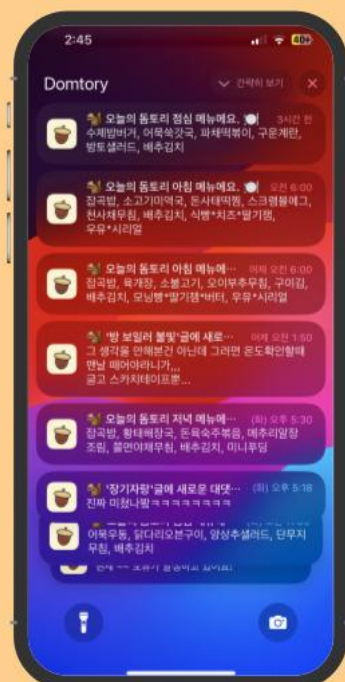 2:45
40+
Domtory
간략히 보기
오늘의 돔토리 점심 메뉴에요. 3시간 전
수제밥버거, 어묵쑥갓국, 파채떡볶이, 구운계란,
방토샐러드, 배추김치
오늘의 돔토리 아침 메뉴에요. 오전 6:00
잡곡밥, 소고기미역국, 돈사태떡찜, 스크램블에그,
천사채무침, 배추김치, 식빵*치즈*딸기잼,
우유*시리얼
오늘의 돔토리 아침 메뉴에⋯ 어제 오전 6:00
잡곡밥, 육개장, 소불고기, 오이부추무침, 구이김,
배추김치, 모닝빵*딸기잼*버터, 우유*시리얼
'방 보일러 불빛'글에 새로⋯ 어제 오전 1:50
그 생각을 안해본건 아닌데 그러면 온도확인할때
맨날 떼어야라니가,,,
글고 스카치테이프뿐...
오늘의 돔토리 저녁 메뉴에⋯ (화) 오후 5:30
잡곡밥, 황태해장국, 돈육숙주볶음, 메추리알장
조림, 쫄면야채무침, 배추김치, 미니푸딩
'장기자랑'글에 새로운 대댓⋯ (화) 오후 5:18
진짜 미쳤나봨ㅋㅋㅋㅋㅋㅋㅋㅋ
어묵우동, 닭다리오븐구이, 양상추샐러드, 단무지
무침, 배추김치